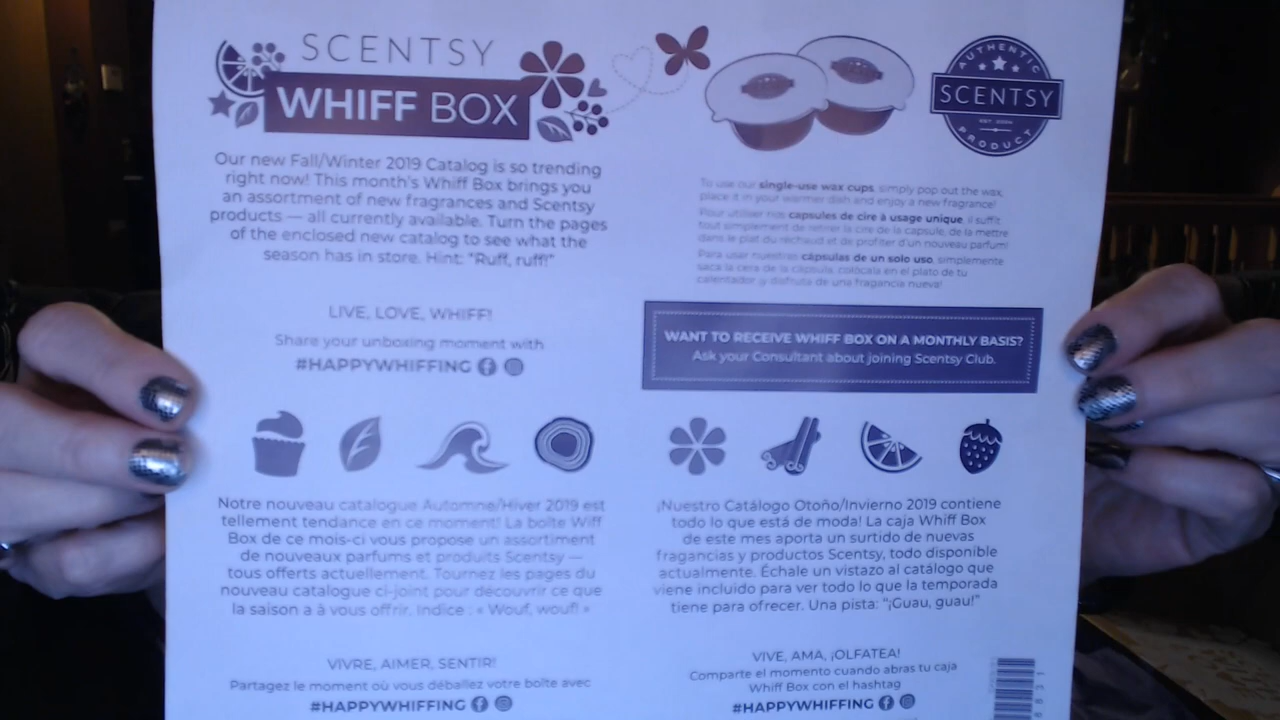 SCENTSY
WHIFF BOX
Our new Fall/Winter 2019 Catalog is so trending
right now! This month's Whiff Box brings you
an assortment of new fragrances and Scentsy
products — all currently available. Turn the pages
of the enclosed new catalog to see what the
season has in store. Hint: "Ruff, ruff!"
LIVE, LOVE, WHIFF!
Share your unboxing moment with
#HAPPYWHIFFING
AUTHENTIC
SCENTSY
EST. 2004
PRODUCT
To use our single-use wax cups, simply pop out the wax,
place it in your warmer dish and enjoy a new fragrance!
Pour utiliser nos capsules de cire à usage unique, il suffit
tout simplement de retirer la cire de la capsule, de la mettre
dans le plat du réchaud et de profiter d'un nouveau parfum!
Para usar nuestras cápsulas de un solo uso, simplemente
saca la cera de la cápsula, colócala en el plato de tu
calentador y disfruta de una fragancia nueva!
WANT TO RECEIVE WHIFF BOX ON A MONTHLY BASIS?
Ask your Consultant about joining Scentsy Club.
Notre nouveau catalogue Automne/Hiver 2019 est
tellement tendance en ce moment! La boîte Wiff
Box de ce mois-ci vous propose un assortiment
de nouveaux parfums et produits Scentsy —
tous offerts actuellement. Tournez les pages du
nouveau catalogue ci-joint pour découvrir ce que
la saison a à vous offrir. Indice : « Wouf, wouf! »
VIVRE, AIMER, SENTIR!
Partagez le moment où vous déballez votre boîte avec
#HAPPYWHIFFING
¡Nuestro Catálogo Otoño/Invierno 2019 contiene
todo lo que está de moda! La caja Whiff Box
de este mes aporta un surtido de nuevas
fragancias y productos Scentsy, todo disponible
actualmente. Échale un vistazo al catálogo que
viene incluido para ver todo lo que la temporada
tiene para ofrecer. Una pista: "¡Guau, guau!"
VIVE, AMA, ¡OLFATEA!
Comparte el momento cuando abras tu caja
Whiff Box con el hashtag
#HAPPYWHIFFING